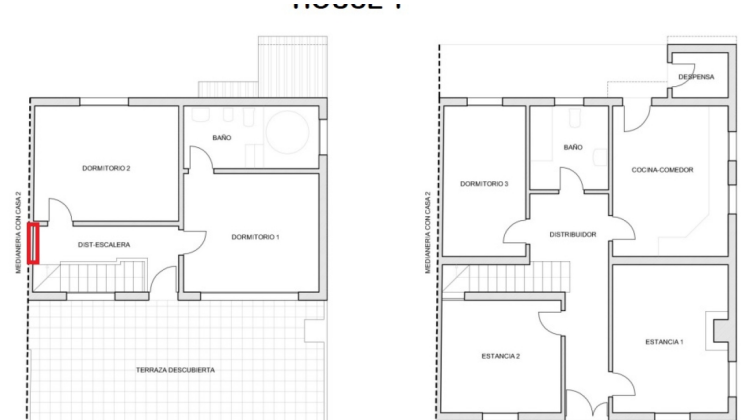 DESPENSA
BAÑO
DORMITORIO 2
DORMITORIO 1
DIST-ESCALERA
MEDIANERIA CON CASA 2
TERRAZA DESCUBIERTA
BAÑO
COCINA-COMEDOR
DORMITORIO 3
DISTRIBUIDOR
MEDIANERIA CON CASA 2
ESTANCIA 1
ESTANCIA 2